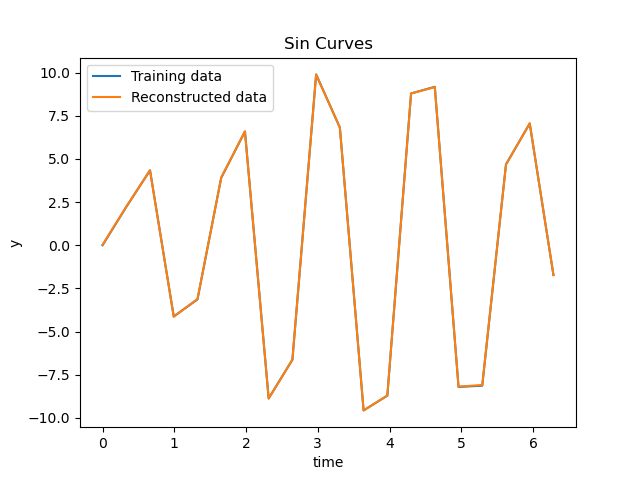 Sin Curves
Training data
Reconstructed data
10.0
7.5
5.0
2.5
0.0
−2.5
−5.0
−7.5
−10.0
y
0 1 2 3 4 5 6
time